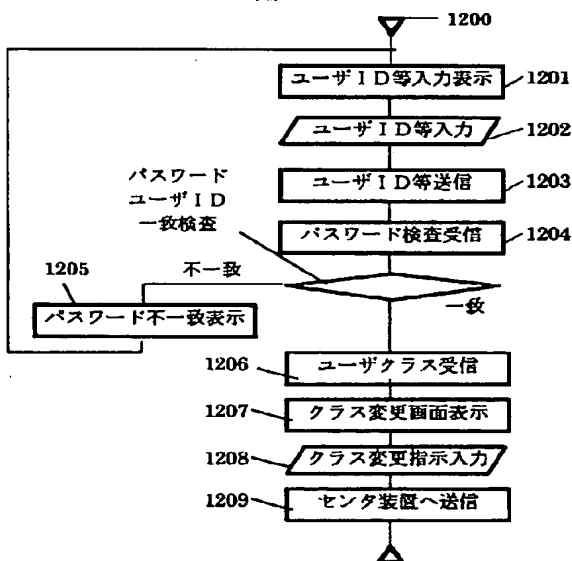 1200
ユーザID等入力表示
1201
ユーザID等入力
1202
パスワード
ユーザID
一致検査
ユーザID等送信
1203
パスワード検査受信
1204
1205
不一致
一致
パスワード不一致表示
1206
ユーザクラス受信
1207
クラス変更画面表示
1208
クラス変更指示入力
1209
センタ装置へ送信